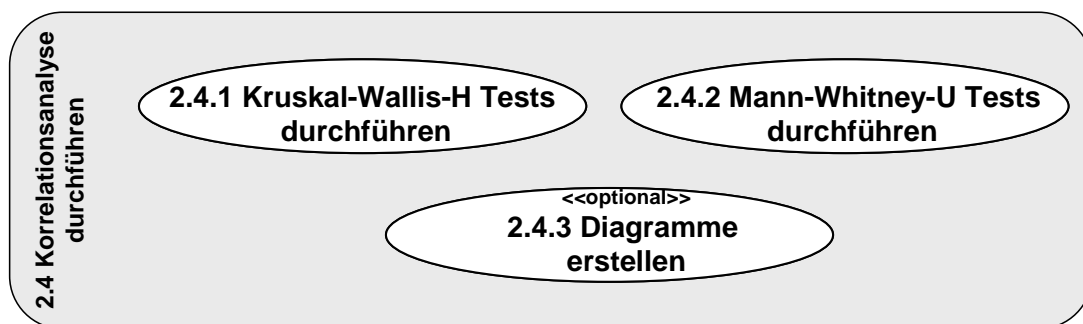 2.4 Korrelationsanalyse
durchführen
2.4.1 Kruskal-Wallis-H Tests
durchführen
2.4.2 Mann-Whitney-U Tests
durchführen
<<optional>>
2.4.3 Diagramme
erstellen